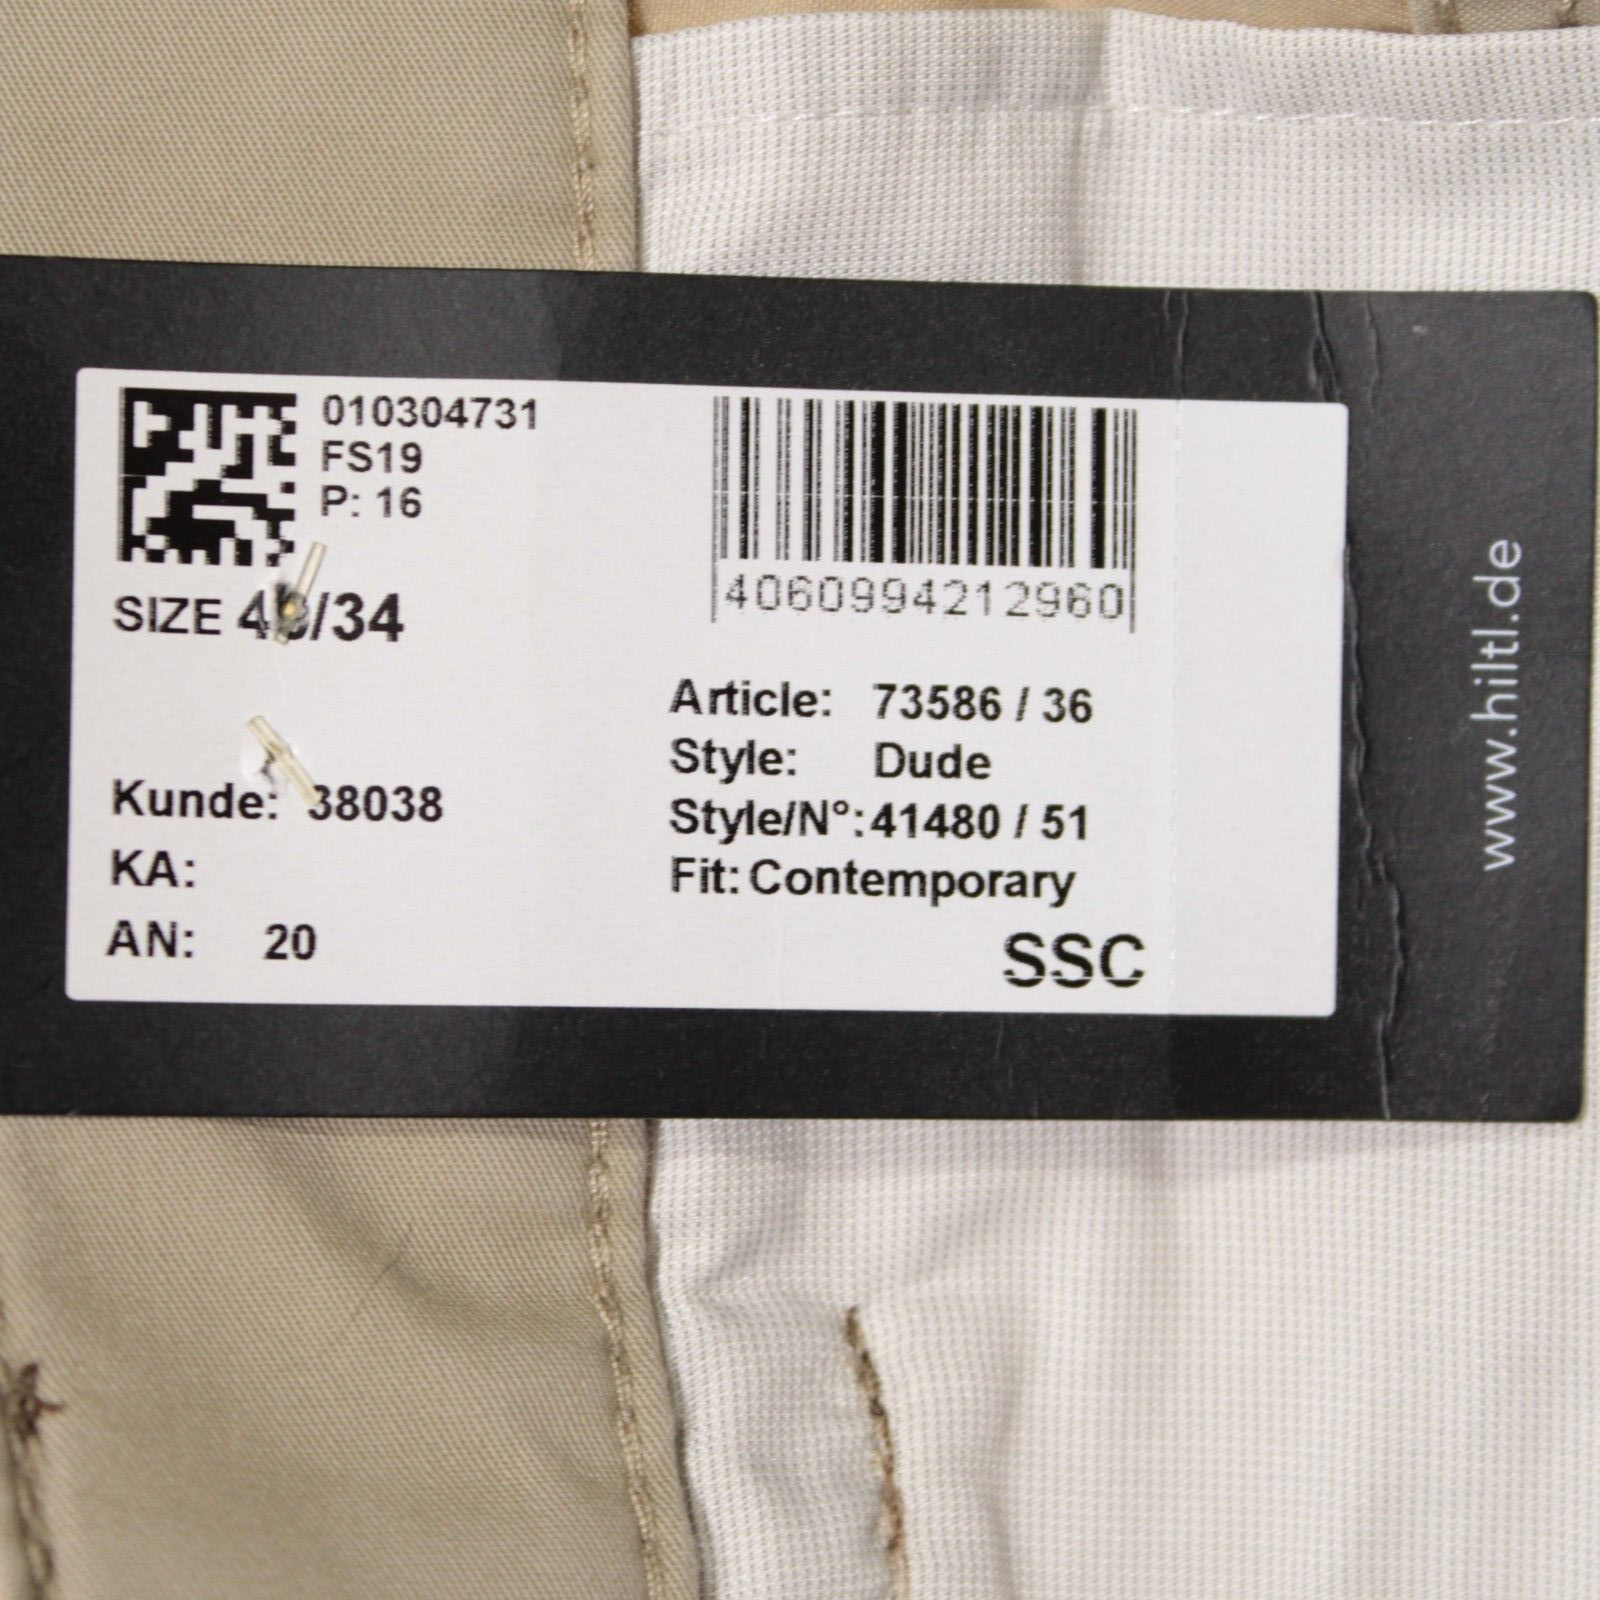 010304731
FS19
P: 16
SIZE
Kunde: 38038
KA:
AN: 20
4060994212960
Article: 73586 / 36
Style: Dude
Style/N°: 41480 / 51
Fit: Contemporary
SSC
www.hiltl.de